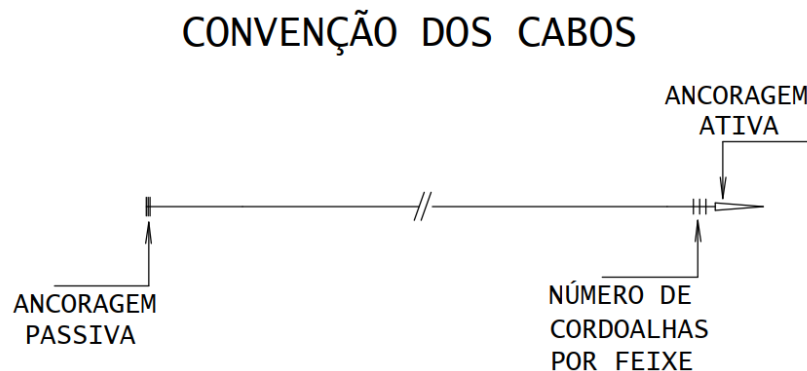 CONVENÇÃO DOS CABOS
ANCORAGEM
ATIVA
ANCORAGEM
PASSIVA
NÚMERO DE
CORDOALHAS
POR FEIXE